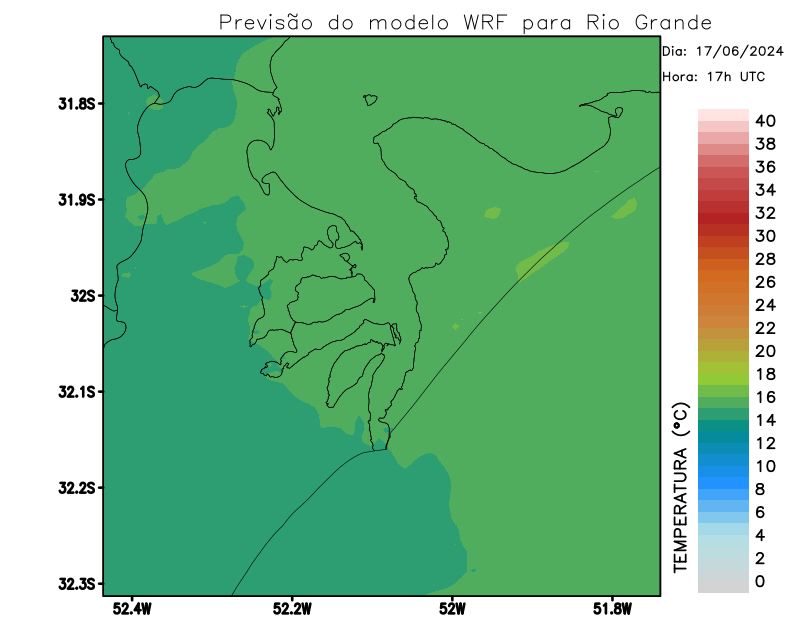 Previsão do modelo WRF para Rio Grande
Dia: 17/06/2024
Hora: 17h UTC
31.8S
31.9S
32S
32.1S
32.2S
32.3S
52.4W
52.2W
52W
51.8W
TEMPERATURA (°C)
40
38
36
34
32
30
28
26
24
22
20
18
16
14
12
10
8
6
4
2
0